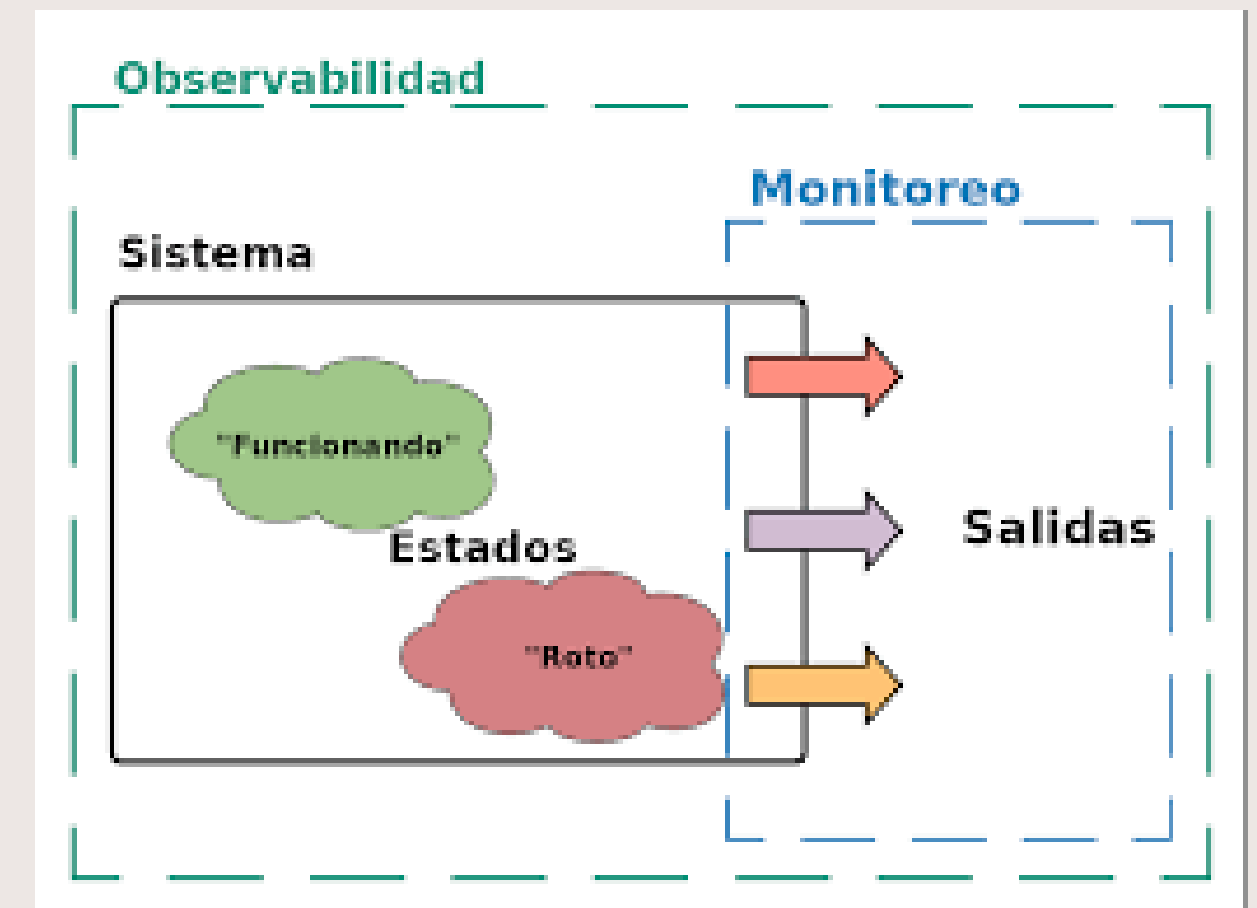 Observabilidad
Monitoreo
Sistema
"Funcionando"
Salidas
Estados
"Roto"